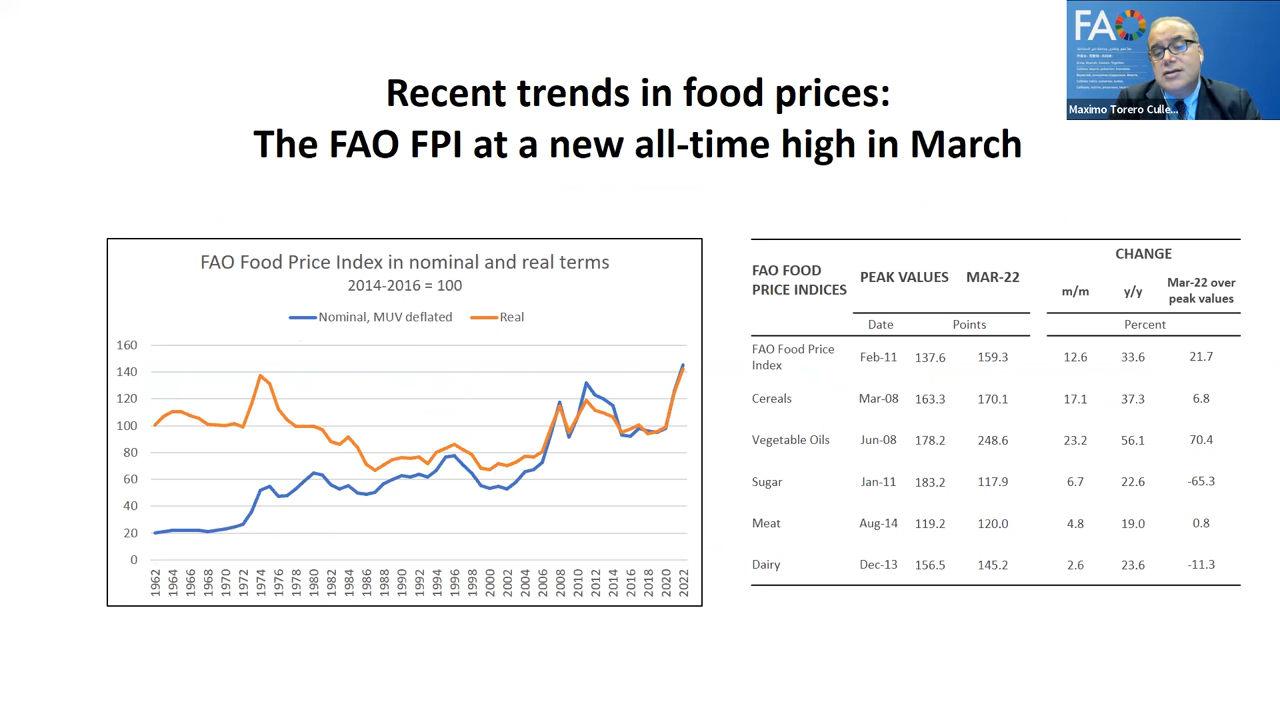 Recent trends in food prices:
The FAO FPI at a new all-time high in March
FAO
Maximo Torero Culle...
FAO Food Price Index in nominal and real terms
2014-2016 = 100
Nominal, MUV deflated Real
160
140
120
100
80
60
40
20
0
1962 1964 1966 1968 1970 1972 1974 1976 1978 1980 1982 1984 1986 1988 1990 1992 1994 1996 1998 2000 2002 2004 2006 2008 2010 2012 2014 2016 2018 2020 2022
FAO FOOD
PRICE INDICES
PEAK VALUES MAR-22
CHANGE
m/m y/y Mar-22 over
peak values
Date Points Percent
FAO Food Price
Index Feb-11 137.6 159.3 12.6 33.6 21.7
Cereals Mar-08 163.3 170.1 17.1 37.3 6.8
Vegetable Oils Jun-08 178.2 248.6 23.2 56.1 70.4
Sugar Jan-11 183.2 117.9 6.7 22.6 -65.3
Meat Aug-14 119.2 120.0 4.8 19.0 0.8
Dairy Dec-13 156.5 145.2 2.6 23.6 -11.3